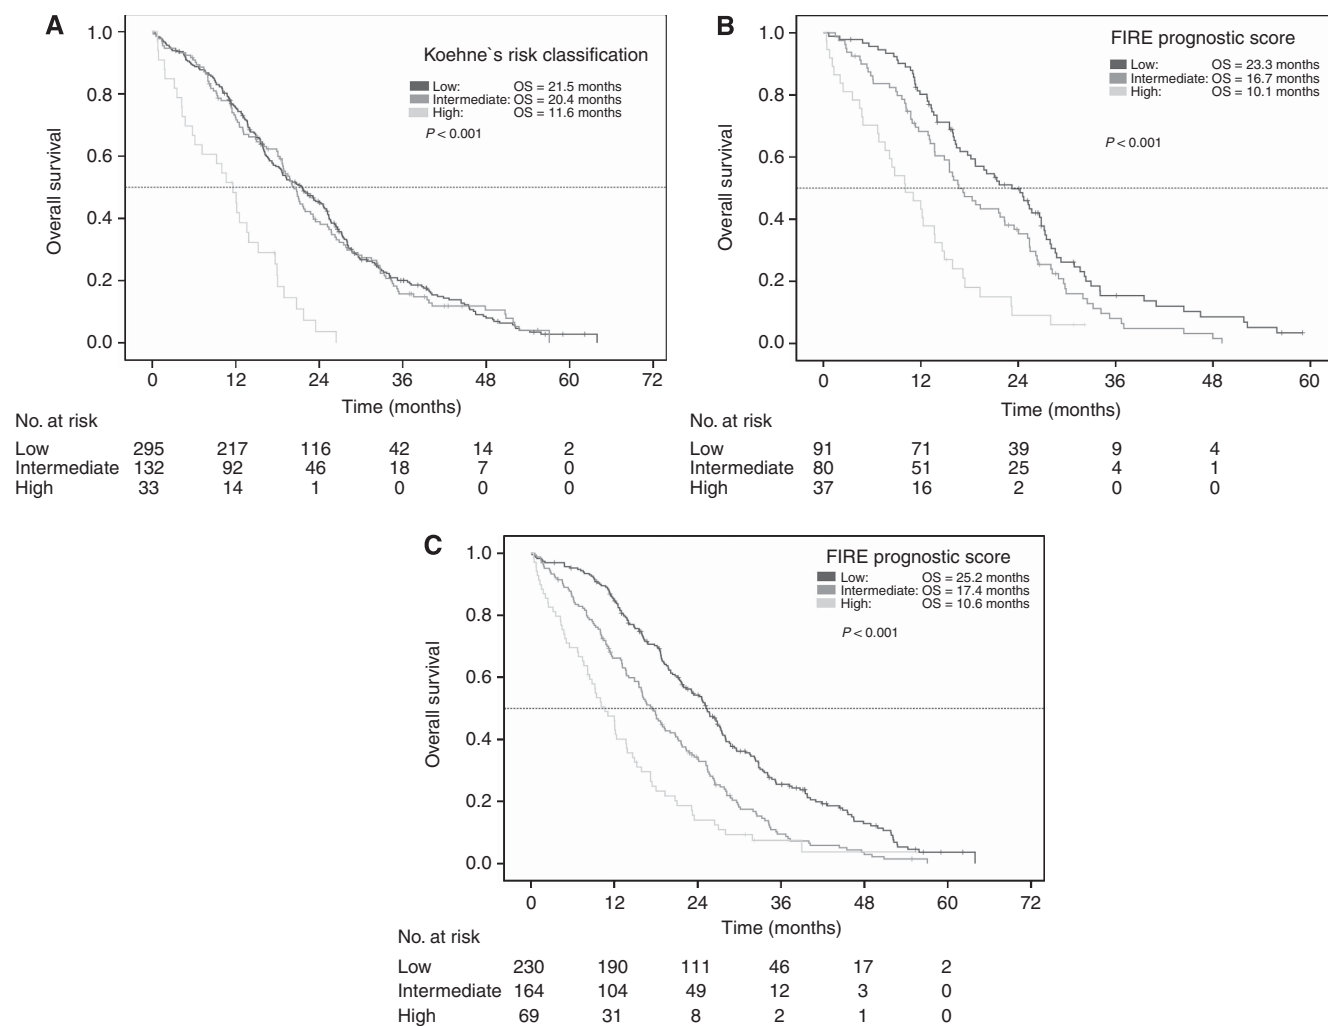 A
1.0
0.8
0.6
0.4
0.2
0.0
Overall survival
Koehne`s risk classification
Low: OS = 21.5 months
Intermediate: OS = 20.4 months
High: OS = 11.6 months
P < 0.001
0 12 24 36 48 60 72
Time (months)
No. at risk
Low 295 217 116 42 14 2
Intermediate 132 92 46 18 7 0
High 33 14 1 0 0 0
B
1.0
0.8
0.6
0.4
0.2
0.0
Overall survival
FIRE prognostic score
Low: OS = 23.3 months
Intermediate: OS = 16.7 months
High: OS = 10.1 months
P < 0.001
0 12 24 36 48 60
Time (months)
No. at risk
Low 91 71 39 9 4
Intermediate 80 51 25 4 1
High 37 16 2 0 0
C
1.0
0.8
0.6
0.4
0.2
0.0
Overall survival
FIRE prognostic score
Low: OS = 25.2 months
Intermediate: OS = 17.4 months
High: OS = 10.6 months
P < 0.001
0 12 24 36 48 60 72
Time (months)
No. at risk
Low 230 190 111 46 17 2
Intermediate 164 104 49 12 3 0
High 69 31 8 2 1 0